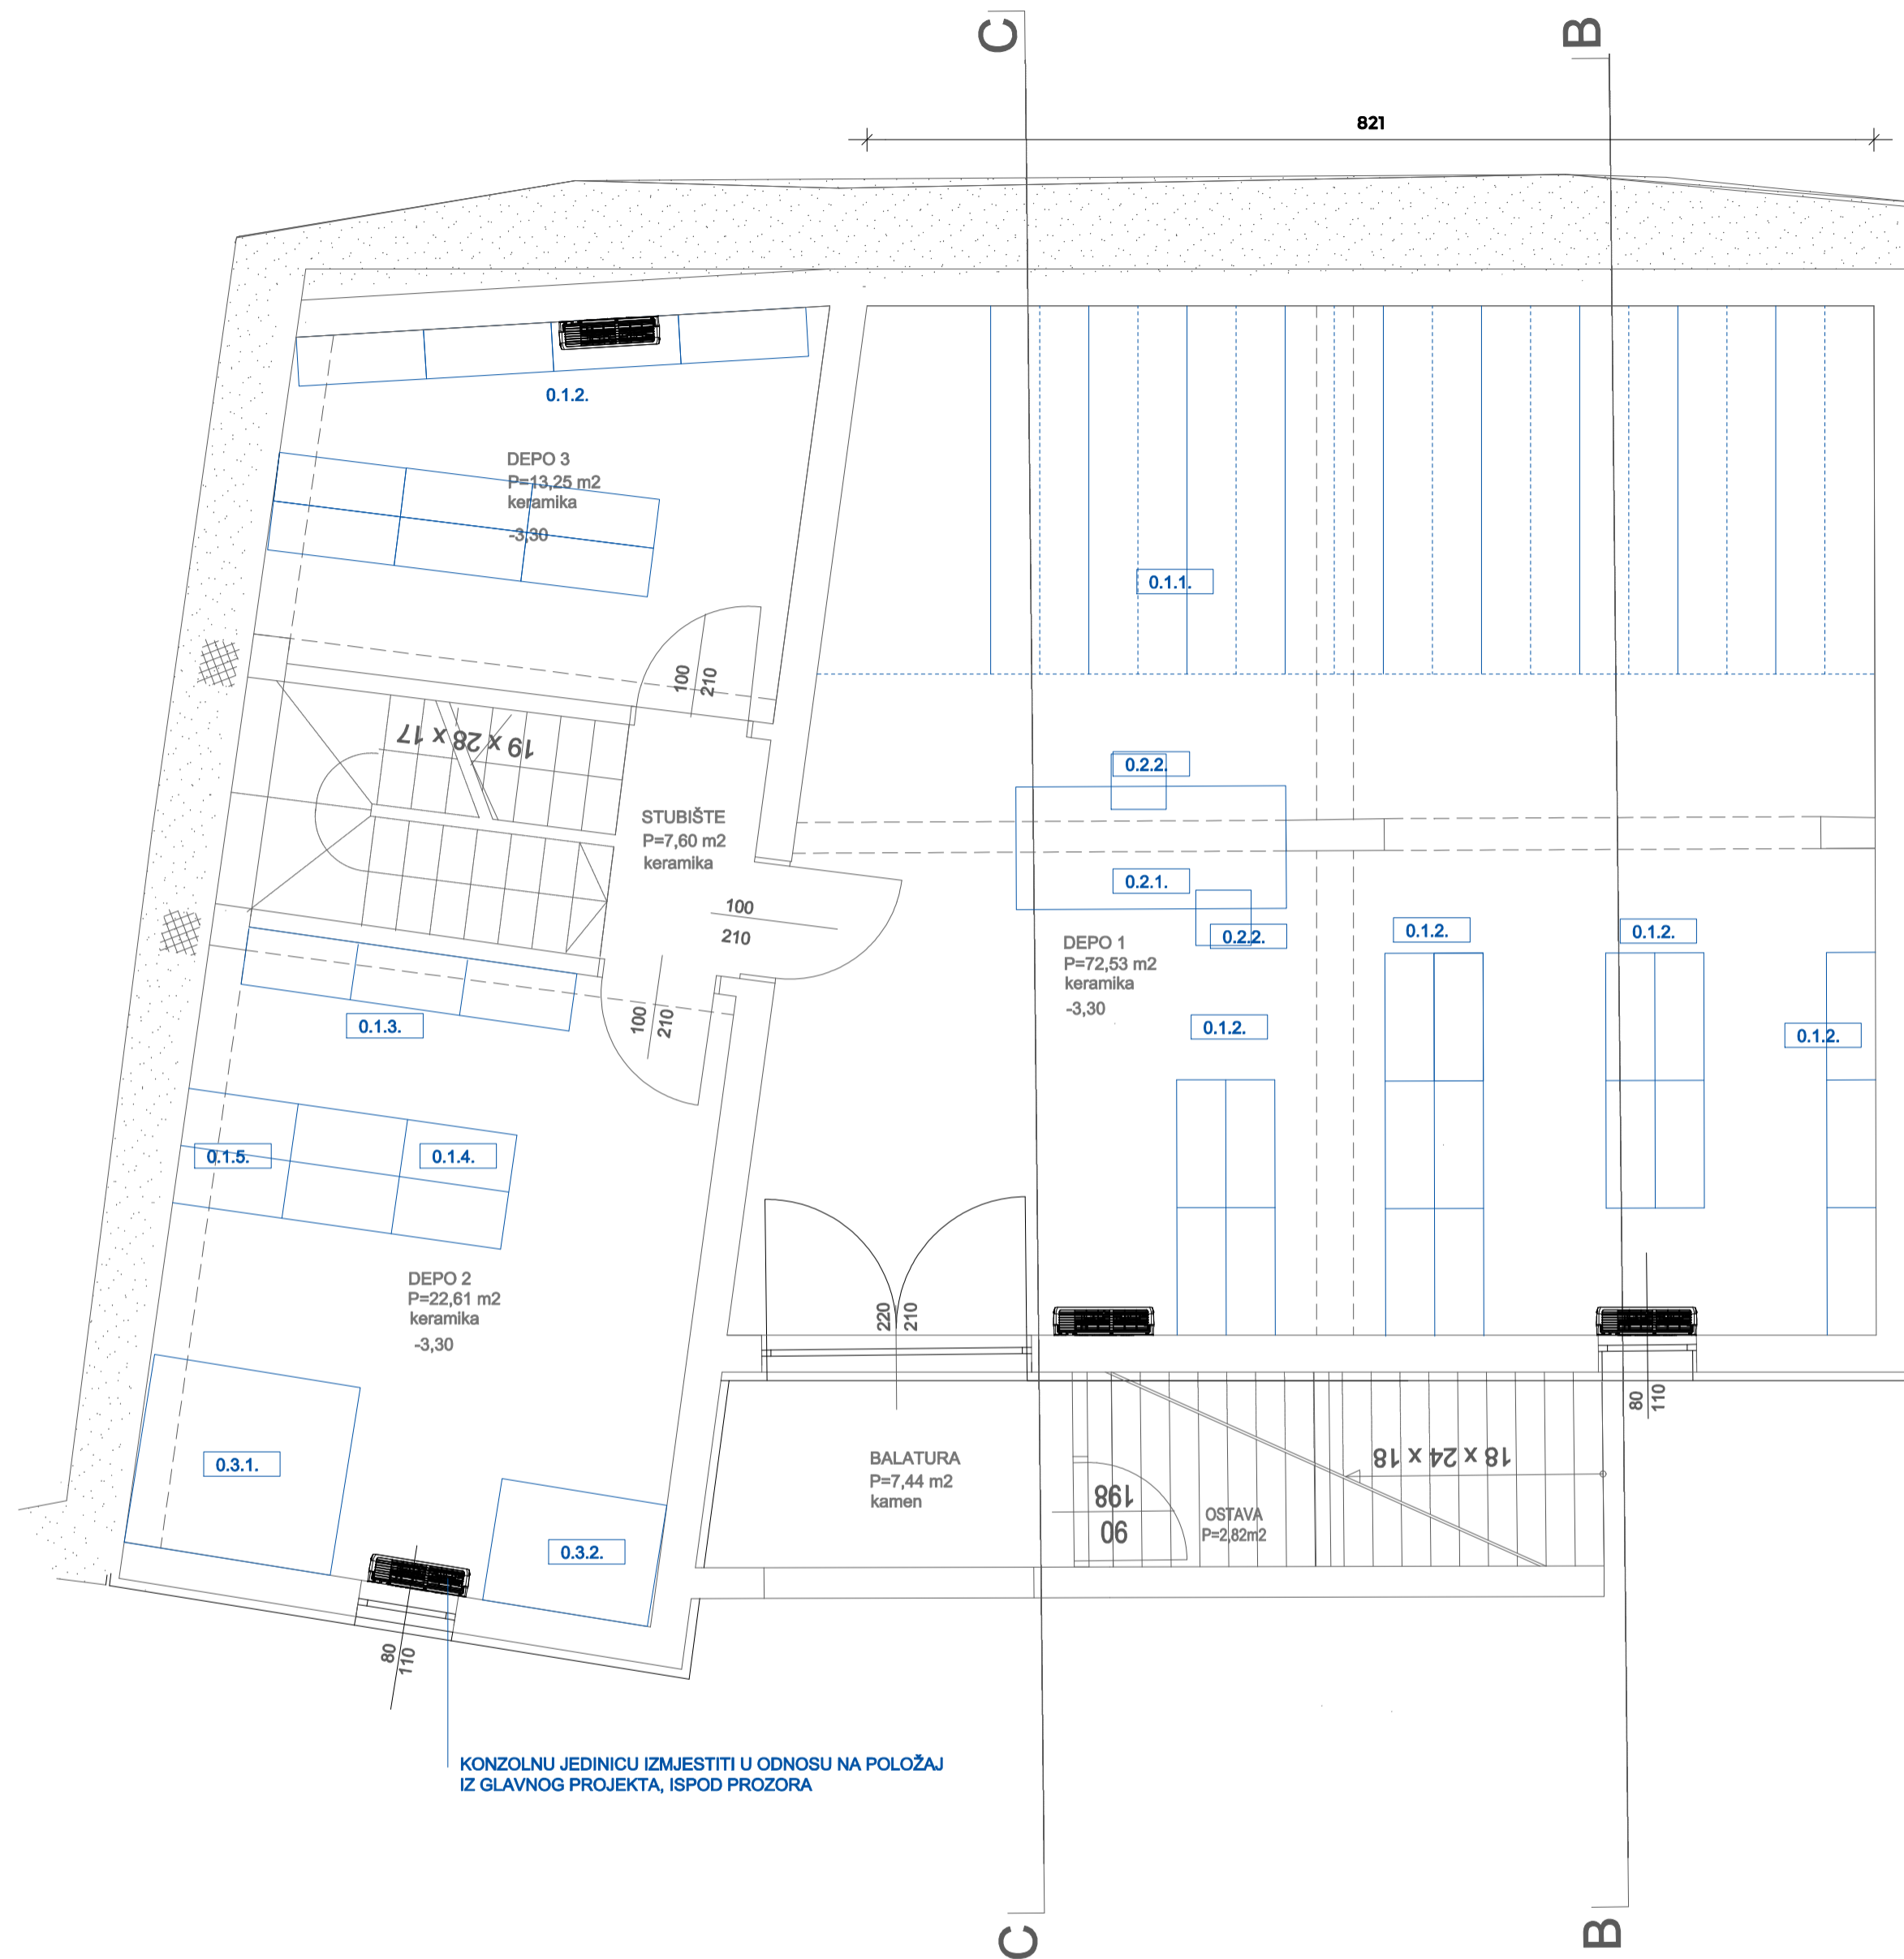 C
B
821
0.1.2.
DEPO 3
P=13,25 m2
keramika
-3,30
0.1.1.
100
210
19 x 28 x 17
0.2.2.
STUBIŠTE
P=7,60 m2
keramika
0.2.1.
100
210
0.2.2.
0.1.2.
0.1.2.
DEPO 1
P=72,53 m2
keramika
-3,30
0.1.3.
100
210
0.1.2.
0.1.2.
0.1.5.
0.1.4.
DEPO 2
P=22,61 m2
keramika
-3,30
220
210
80
110
0.3.1.
BALATURA
P=7,44 m2
kamen
18 x 24 x 18
90
198
OSTAVA
P=2,82m2
0.3.2.
80
110
KONZOLNU JEDINICU IZMJESTITI U ODNOSU NA POLOŽAJ
IZ GLAVNOG PROJEKTA, ISPOD PROZORA
C
B